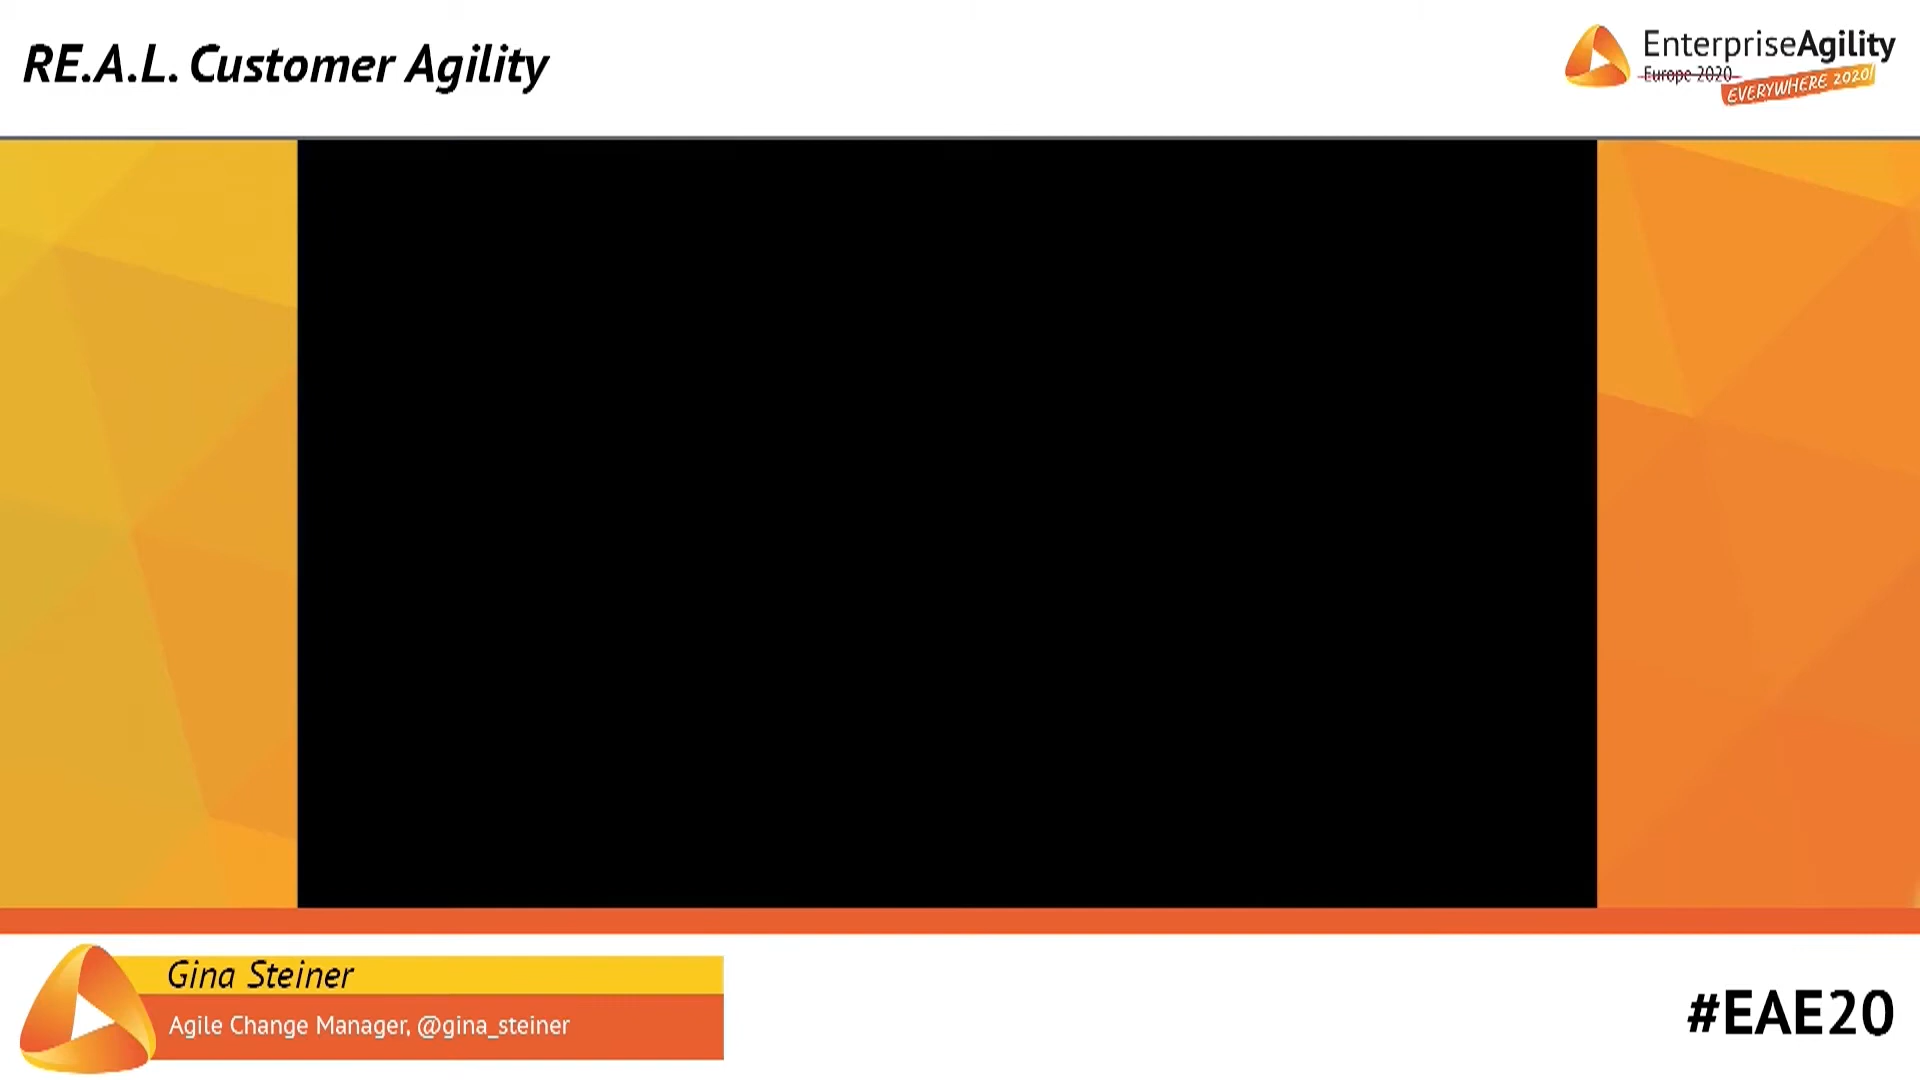 RE.A.L. Customer Agility
EnterpriseAgility
Europe 2020
EVERYWHERE 2020!
Gina Steiner
Agile Change Manager, @gina_steiner
#EAE20